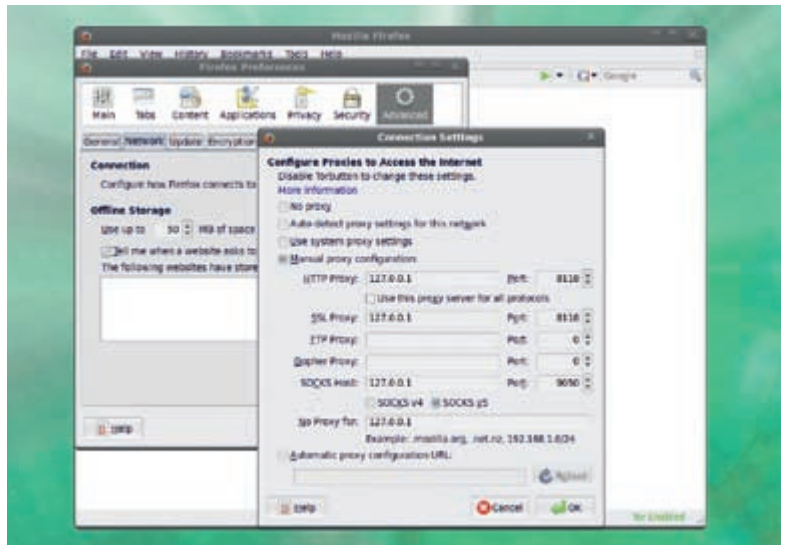 Mozilla Firefox
File Edit View History Bookmarks Tools Help
Firefox Preferences
Google
Main Tabs Content Applications Privacy Security Advanced
General Network Update Encryption
Connection
Configure how Firefox connects to
Offline Storage
Use up to 50 MB of space
Tell me when a website asks to
The following websites have store
Help
Connection Settings
Configure Proxies to Access the Internet
Disable Torbutton to change these settings.
More information
No proxy
Auto-detect proxy settings for this network
Use system proxy settings
Manual proxy configuration:
HTTP Proxy: 127.0.0.1 Port: 8118
Use this proxy server for all protocols
SSL Proxy: 127.0.0.1 Port: 8118
FTP Proxy: Port: 0
Gopher Proxy: Port: 0
SOCKS Host: 127.0.0.1 Port: 9050
SOCKS v4 SOCKS v5
No Proxy for: 127.0.0.1
Example: .mozilla.org, .net.nz, 192.168.1.0/24
Automatic proxy configuration URL:
Reload
Help Cancel OK
Tor Enabled